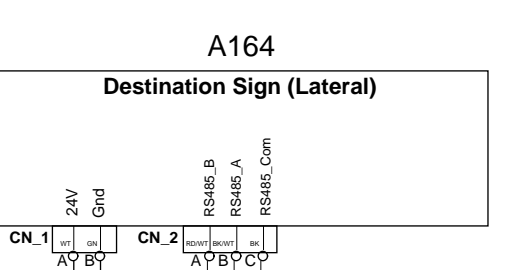 A164
Destination Sign (Lateral)
24V
Gnd
RS485_B
RS485_A
RS485_Com
CN_1 WT GN
CN_2 RD/WT BK/WT BK
A B
A B C